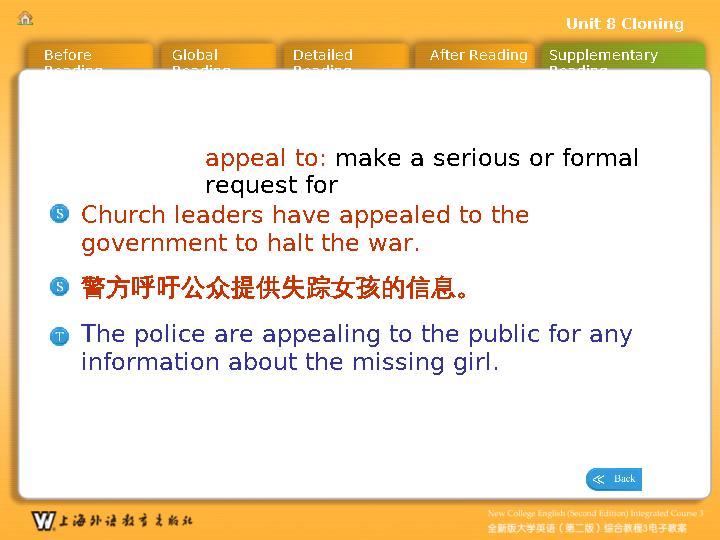 Unit 8 Cloning
Before Reading
Global Reading
Detailed Reading
After Reading
Supplementary Reading
appeal to: make a serious or formal
request for
S
Church leaders have appealed to the
government to halt the war.
S
警方呼吁公众提供失踪女孩的信息。
T
The police are appealing to the public for any
information about the missing girl.
≪ Back
W 上海外语教育出版社
New College English (Second Edition) Integrated Course 3
全新版大学英语（第二版）综合教程3电子教案